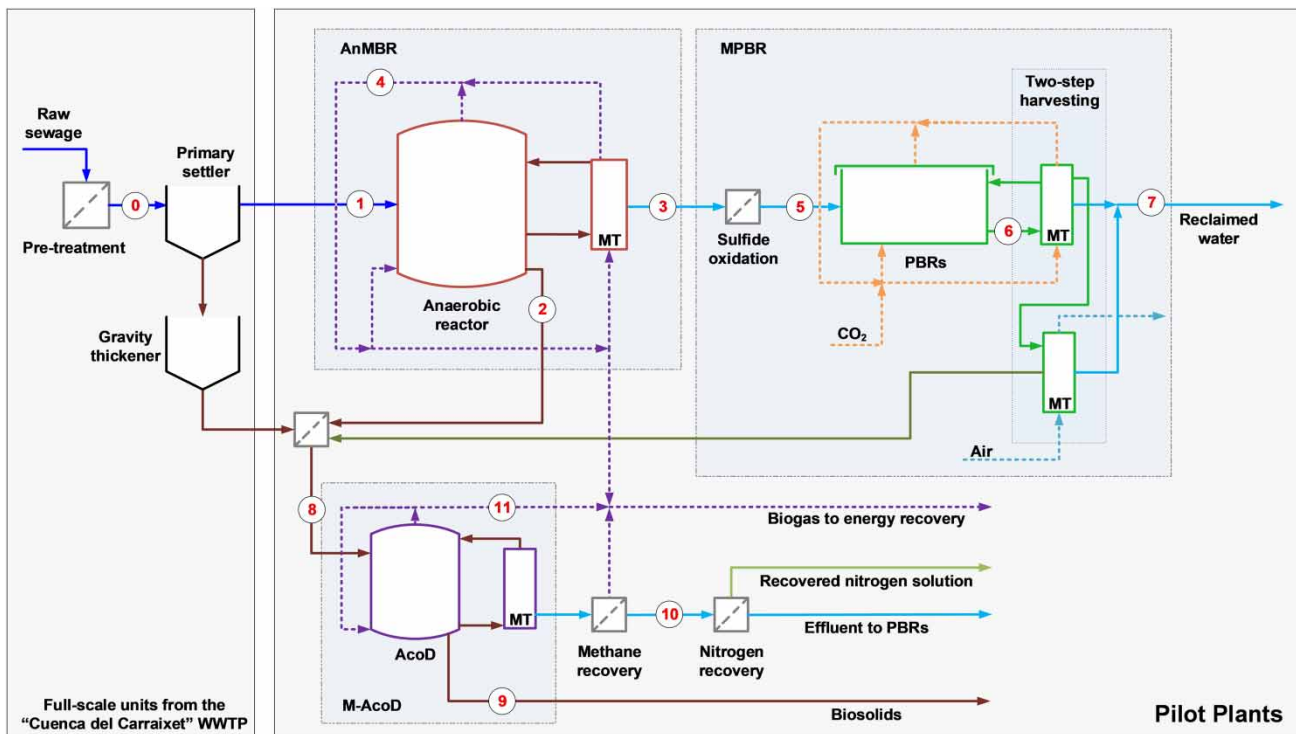 AnMBR
MPBR
4
Two-step
harvesting
Raw
sewage
Primary
settler
0
1
3
5
6
7
MT
Pre-treatment
Sulfide
oxidation
PBRs
MT
Reclaimed
water
Anaerobic
reactor
2
CO₂
Gravity
thickener
MT
Air
8
11
Biogas to energy recovery
Recovered nitrogen solution
MT
10
Effluent to PBRs
AcoD
Methane
recovery
Nitrogen
recovery
M-AcoD
9
Biosolids
Full-scale units from the
“Cuenca del Carraixet” WWTP
Pilot Plants